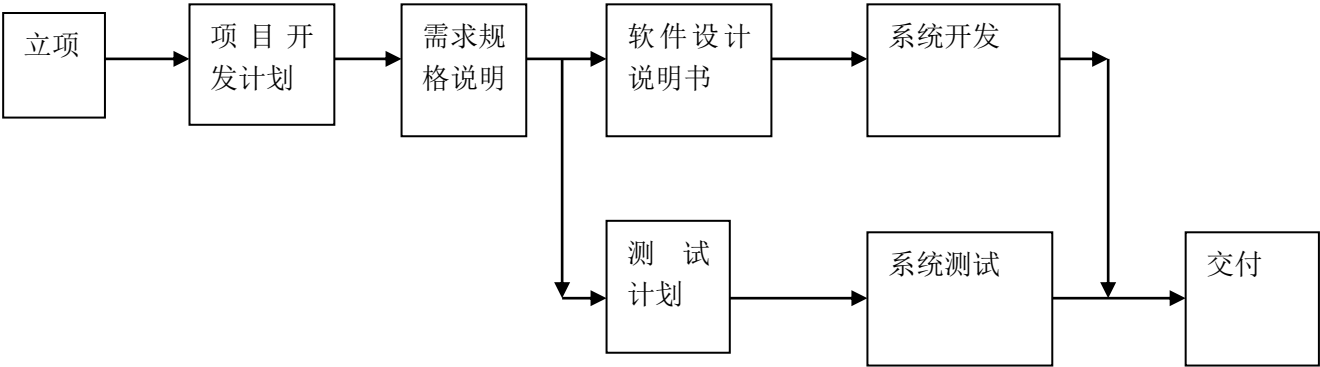 立项
项目开
发计划
需求规
格说明
软件设计
说明书
系统开发
测 试
计划
系统测试
交付